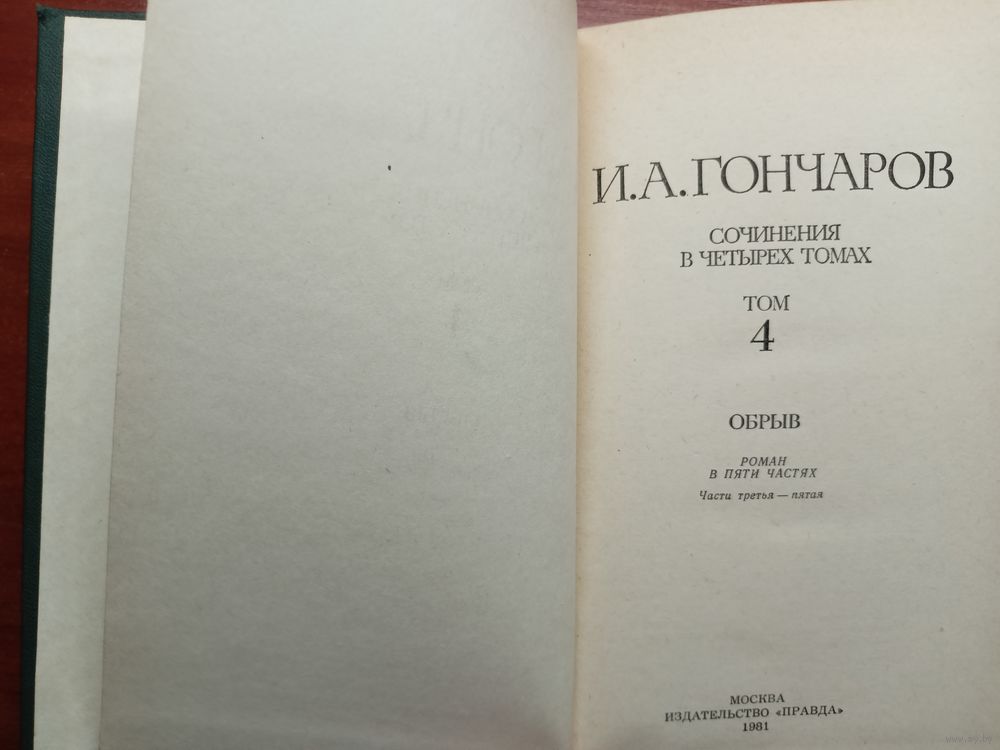 И.А.ГОНЧАРОВ
СОЧИНЕНИЯ
В ЧЕТЫРЕХ ТОМАХ
ТОМ
4
ОБРЫВ
РОМАН
В ПЯТИ ЧАСТЯХ
Части третья — пятая
МОСКВА
ИЗДАТЕЛЬСТВО «ПРАВДА»
1981